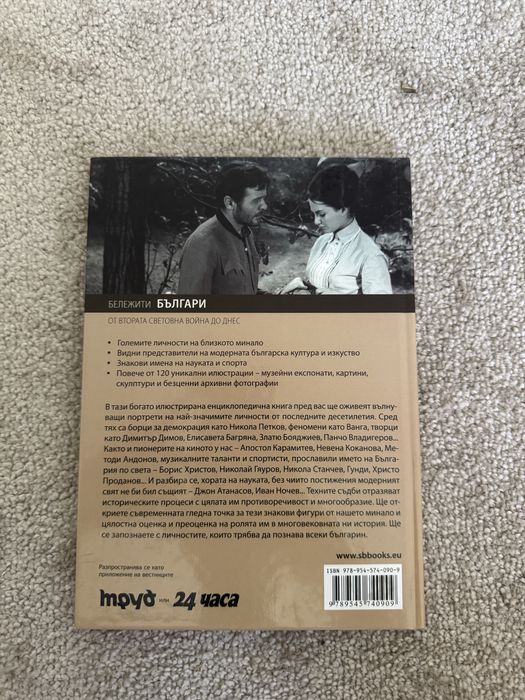 БЕЛЕЖИТИ БЪЛГАРИ
ОТ ВТОРАТА СВЕТОВНА ВОЙНА ДО ДНЕС
• Големите личности на близкото минало
• Видни представители на модерната българска култура и изкуство
• Знакови имена на науката и спорта
• Повече от 120 уникални илюстрации – музейни експонати, картини,
скулптури и безценни архивни фотографии
В тази богато илюстрирана енциклопедична книга пред вас ще оживеят вълну-
ващи портрети на най-значимите личности от последните десетилетия. Сред
тях са борци за демокрация като Никола Петков, феномени като Ванга, творци
като Димитър Димов, Елисавета Багряна, Златю Бояджиев, Панчо Владигеров...
Както и пионерите на киното у нас – Апостол Карамитев, Невена Коканова, Ме-
тоди Андонов, музикалните таланти и спортисти, прославили името на Бълга-
рия по света – Борис Христов, Николай Гяуров, Никола Станчев, Гунди, Христо
Проданов... И разбира се, хората на науката, без чиито постижения модерният
свят не би бил същият – Джон Атанасов, Иван Ночев... Техните съдби отразяват
историческите процеси с цялата им противоречивост и многообразие. Ще от-
криете съвременната гледна точка за тези знакови фигури от нашето минало и
цялостна оценка и преоценка на ролята им в многовековната ни история. Ще
се запознаете с личностите, които трябва да познава всеки българин.
www.sbbooks.eu
Разпространява се като
приложение на вестниците
труд или 24 часа
ISBN 978-954-574-090-9
9 789545 740909